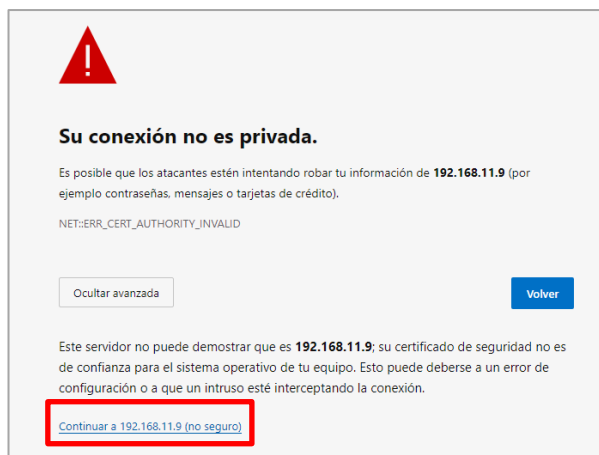 Su conexión no es privada.
Es posible que los atacantes estén intentando robar tu información de 192.168.11.9 (por
ejemplo contraseñas, mensajes o tarjetas de crédito).
NET::ERR_CERT_AUTHORITY_INVALID
Ocultar avanzada
Volver
Este servidor no puede demostrar que es 192.168.11.9; su certificado de seguridad no es
de confianza para el sistema operativo de tu equipo. Esto puede deberse a un error de
configuración o a que un intruso esté interceptando la conexión.
Continuar a 192.168.11.9 (no seguro)